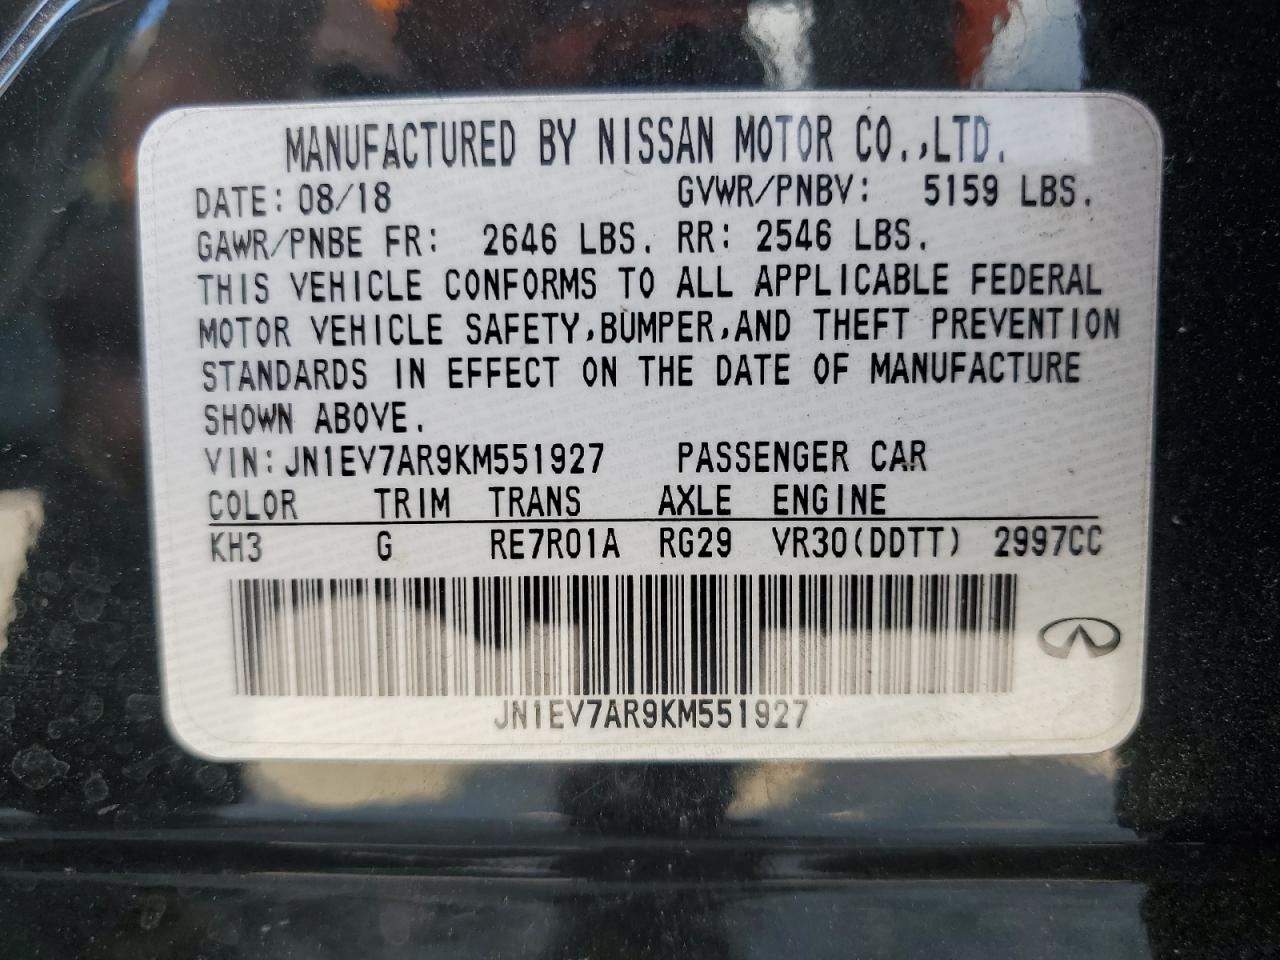 MANUFACTURED BY NISSAN MOTOR CO.,LTD.
DATE: 08/18 GVWR/PNBV: 5159 LBS.
GAWR/PNBE FR: 2646 LBS. RR: 2546 LBS.
THIS VEHICLE CONFORMS TO ALL APPLICABLE FEDERAL
MOTOR VEHICLE SAFETY,BUMPER,AND THEFT PREVENTION
STANDARDS IN EFFECT ON THE DATE OF MANUFACTURE
SHOWN ABOVE.
VIN: JN1EV7AR9KM551927 PASSENGER CAR
COLOR TRIM TRANS AXLE ENGINE
KH3 G RE7R01A RG29 VR30(DDTT) 2997CC
JN1EV7AR9KM551927